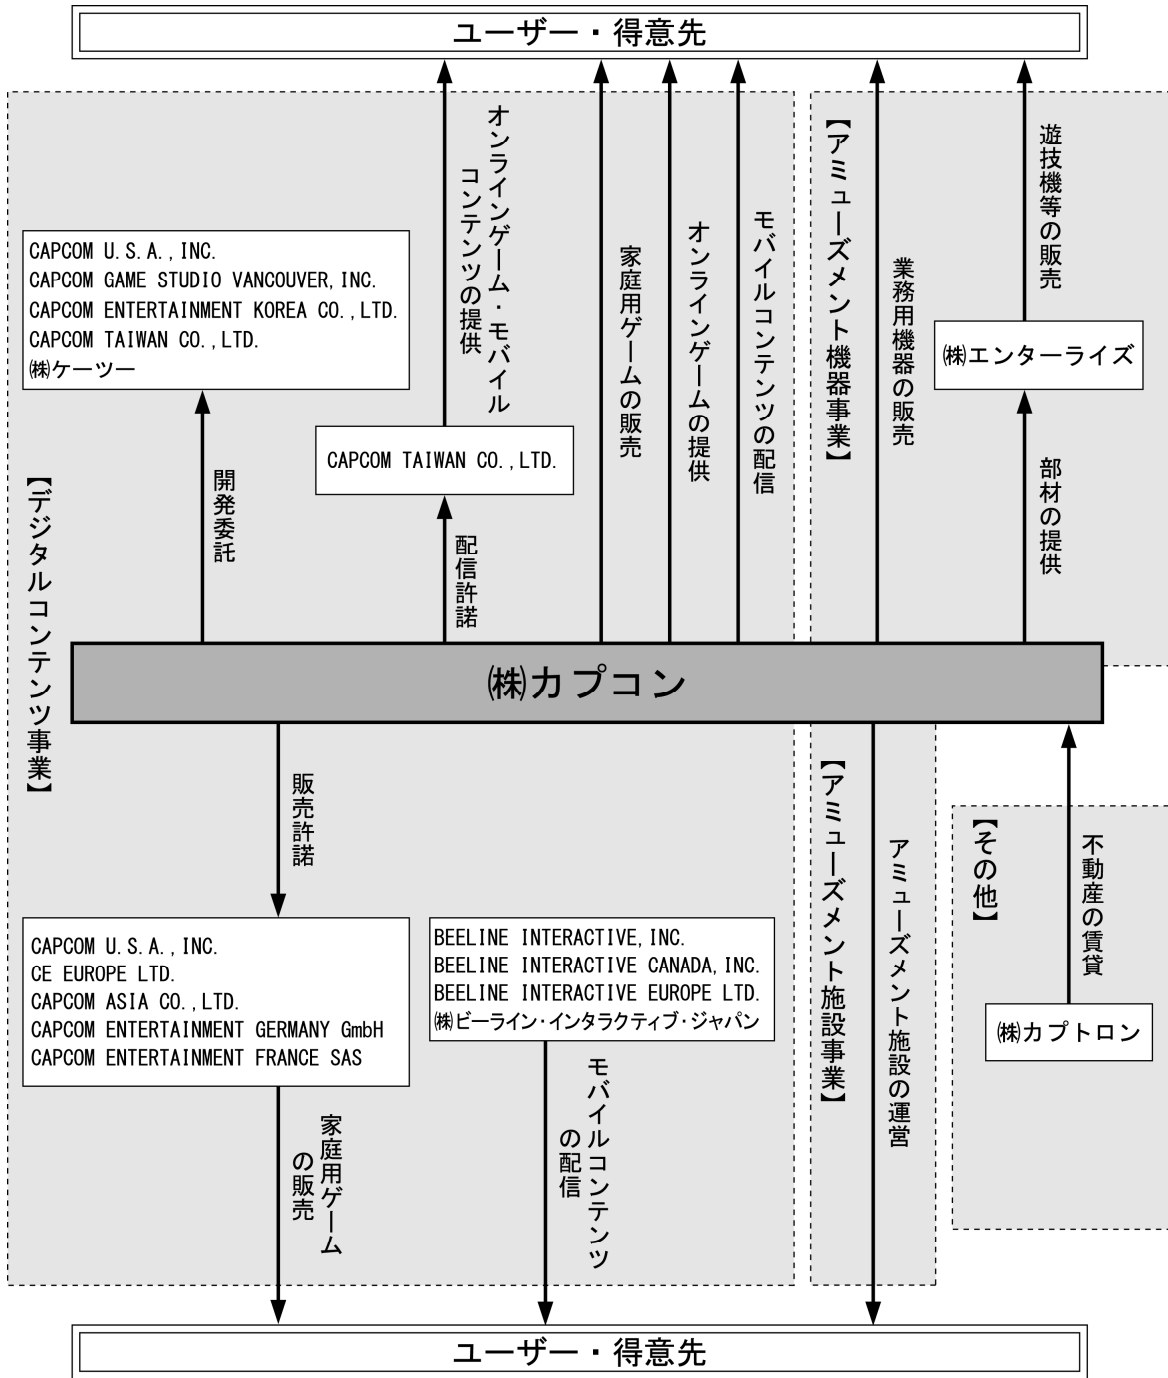 ユーザー・得意先
【デジタルコンテンツ事業】
CAPCOM U.S.A.,INC.
CAPCOM GAME STUDIO VANCOUVER,INC.
CAPCOM ENTERTAINMENT KOREA CO.,LTD.
CAPCOM TAIWAN CO.,LTD.
㈱ケーツー
開発委託
オンラインゲーム・モバイル
コンテンツの提供
CAPCOM TAIWAN CO.,LTD.
配信許諾
家庭用ゲームの販売
オンラインゲームの提供
モバイルコンテンツの配信
【アミューズメント機器事業】
業務用機器の販売
遊技機等の販売
㈱エンターライズ
部材の提供
㈱カプコン
販売許諾
CAPCOM U.S.A.,INC.
CE EUROPE LTD.
CAPCOM ASIA CO.,LTD.
CAPCOM ENTERTAINMENT GERMANY GmbH
CAPCOM ENTERTAINMENT FRANCE SAS
家庭用ゲーム
の販売
BEELINE INTERACTIVE,INC.
BEELINE INTERACTIVE CANADA,INC.
BEELINE INTERACTIVE EUROPE LTD.
㈱ビーライン・インタラクティブ・ジャパン
モバイルコンテンツ
の配信
【アミューズメント施設事業】
アミューズメント施設の運営
【その他】
不動産の賃貸
㈱カプトロン
ユーザー・得意先